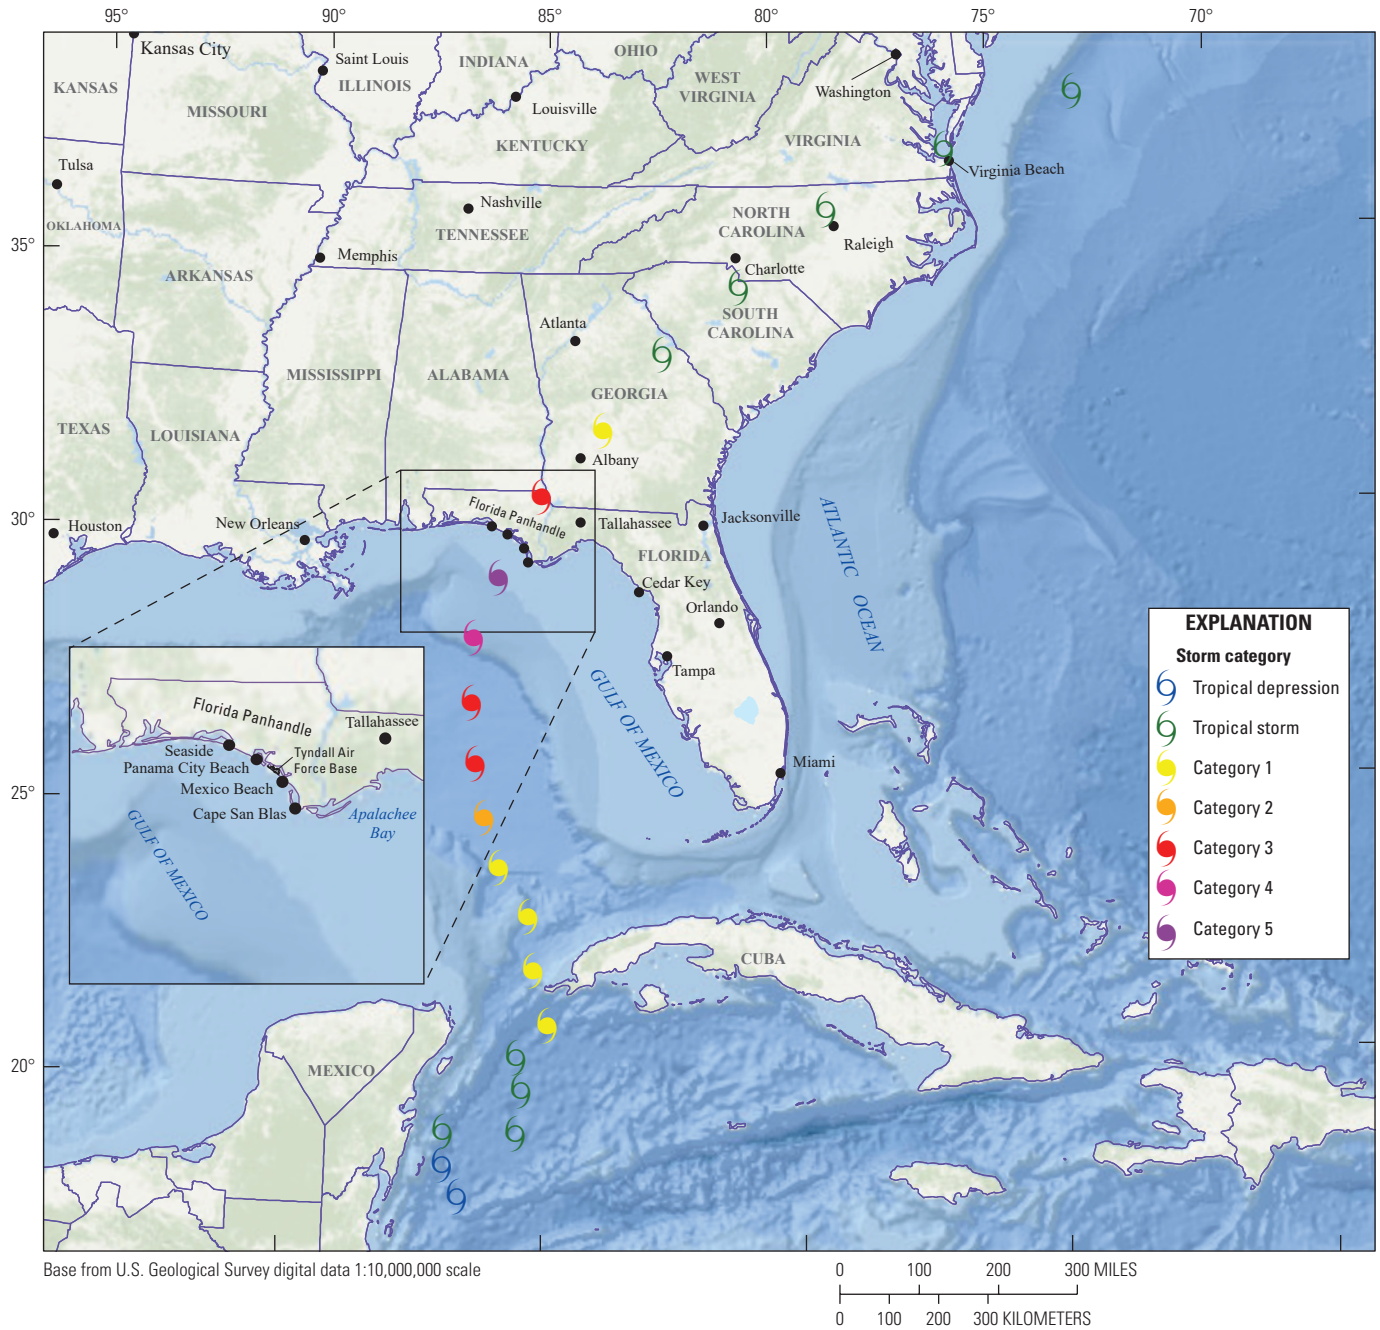 95° 90° 85° 80° 75° 70°
Kansas City
Saint Louis
INDIANA
OHIO
KANSAS
ILLINOIS
WEST
VIRGINIA
Washington
MISSOURI
Louisville
KENTUCKY
VIRGINIA
Tulsa
Virginia Beach
Nashville
OKLAHOMA
TENNESSEE
NORTH
CAROLINA
Raleigh
35°
Memphis
Charlotte
ARKANSAS
SOUTH
CAROLINA
Atlanta
MISSISSIPPI
ALABAMA
GEORGIA
TEXAS
LOUISIANA
Albany
30°
Houston
New Orleans
Florida Panhandle
Tallahassee
Jacksonville
FLORIDA
Cedar Key
Orlando
Tampa
ATLANTIC OCEAN
GULF OF MEXICO
Miami
25°
Florida Panhandle
Tallahassee
Seaside
Panama City Beach
Tyndall Air
Force Base
Mexico Beach
Cape San Blas
Apalachee
Bay
GULF OF MEXICO
EXPLANATION
Storm category
Tropical depression
Tropical storm
Category 1
Category 2
Category 3
Category 4
Category 5
CUBA
20°
MEXICO
Base from U.S. Geological Survey digital data 1:10,000,000 scale
0 100 200 300 MILES
0 100 200 300 KILOMETERS